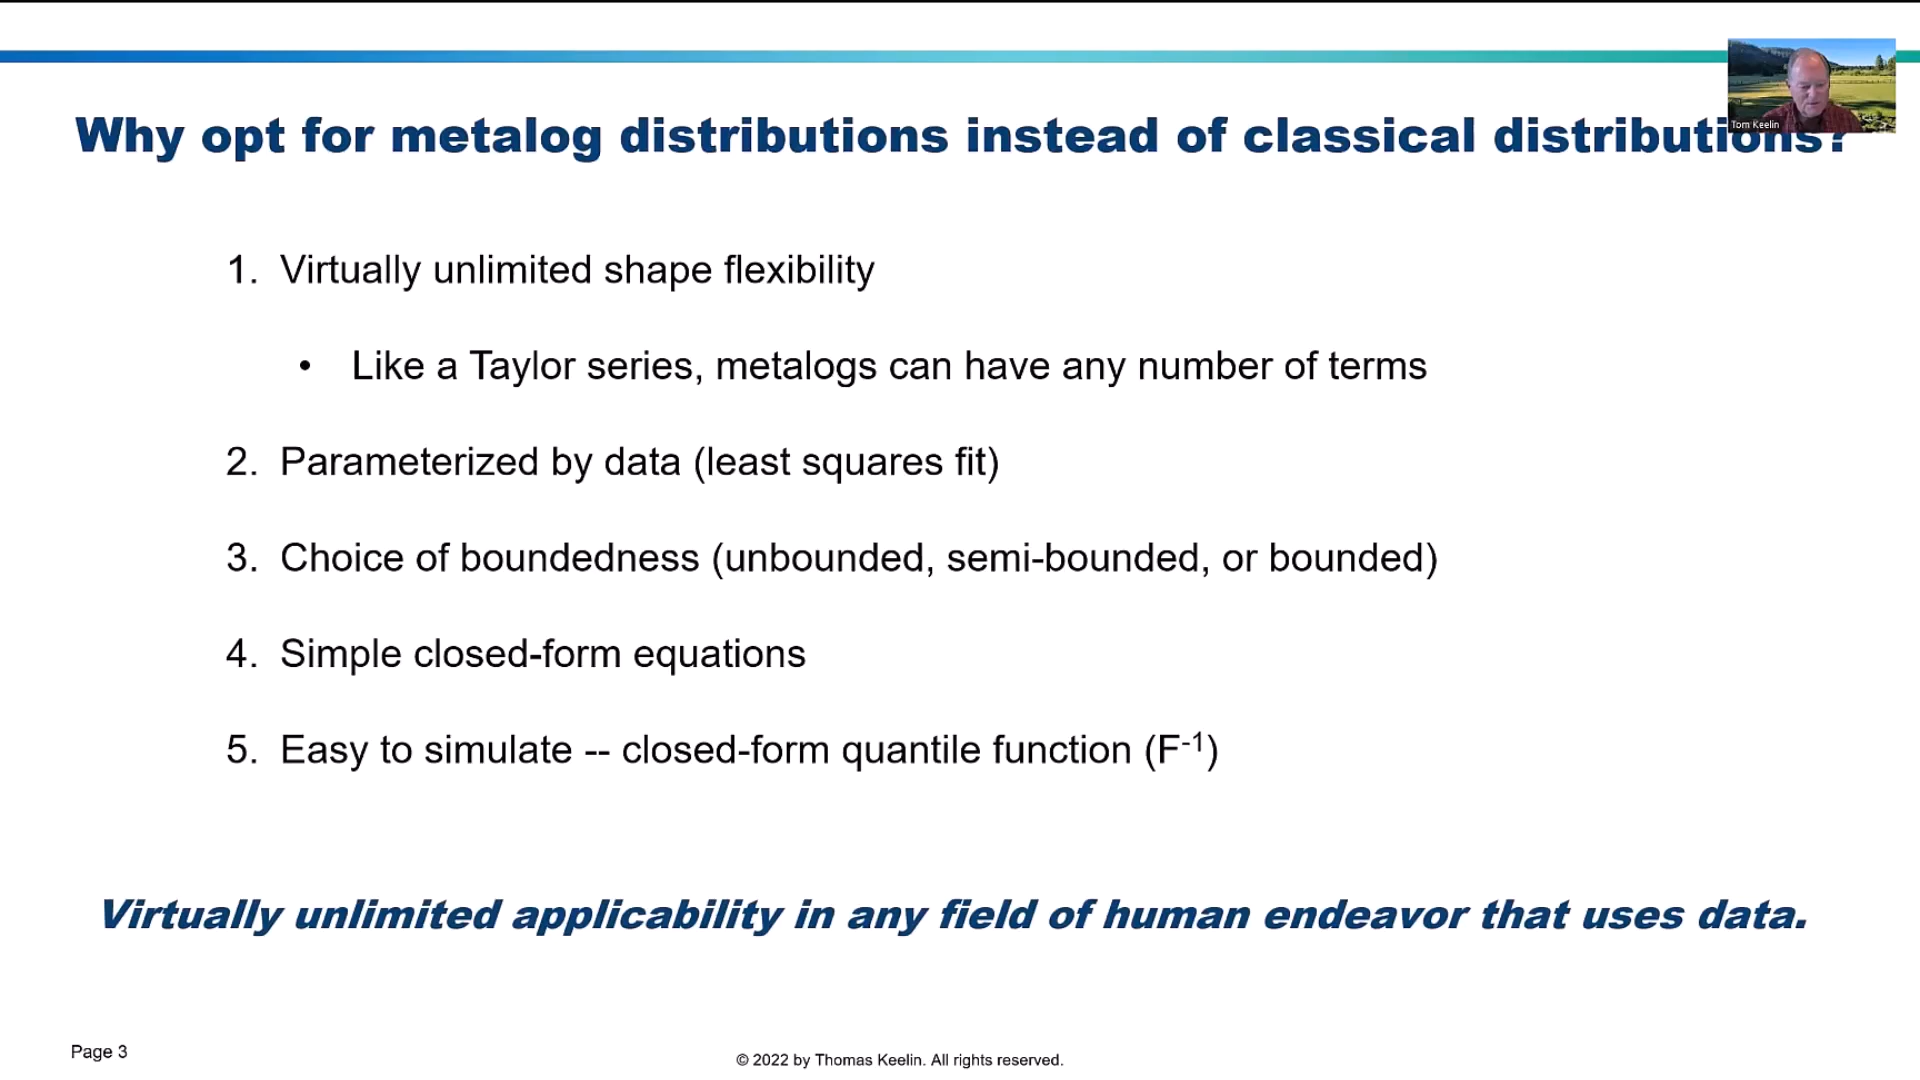 Tom Keelin
Why opt for metalog distributions instead of classical distributions?
1. Virtually unlimited shape flexibility
• Like a Taylor series, metalogs can have any number of terms
2. Parameterized by data (least squares fit)
3. Choice of boundedness (unbounded, semi-bounded, or bounded)
4. Simple closed-form equations
5. Easy to simulate -- closed-form quantile function (F⁻¹)
Virtually unlimited applicability in any field of human endeavor that uses data.
Page 3
© 2022 by Thomas Keelin. All rights reserved.